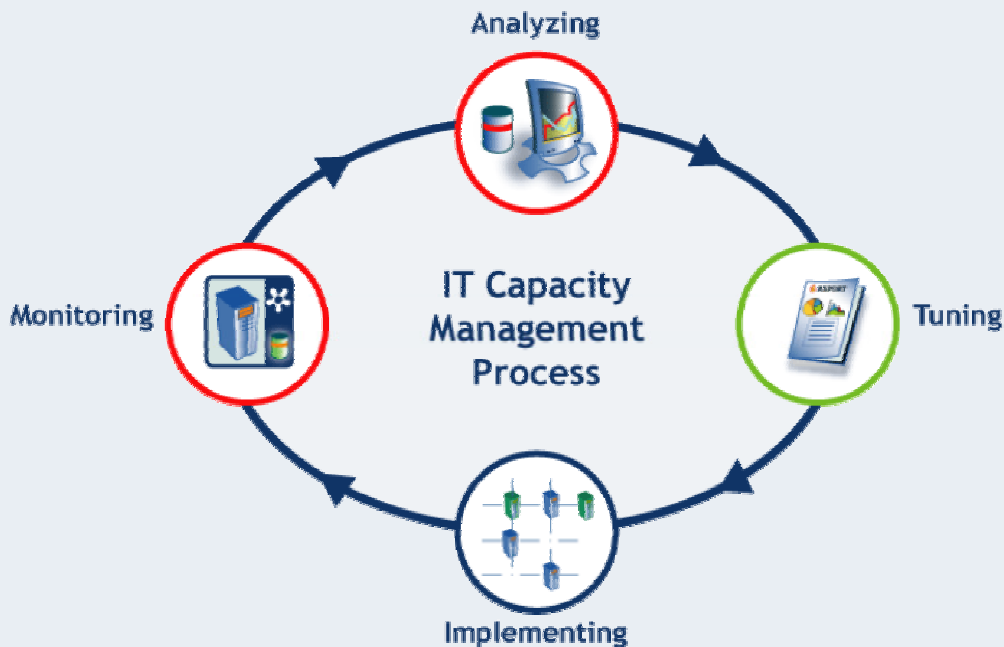 Analyzing
Monitoring
IT Capacity
Management
Process
Tuning
Implementing